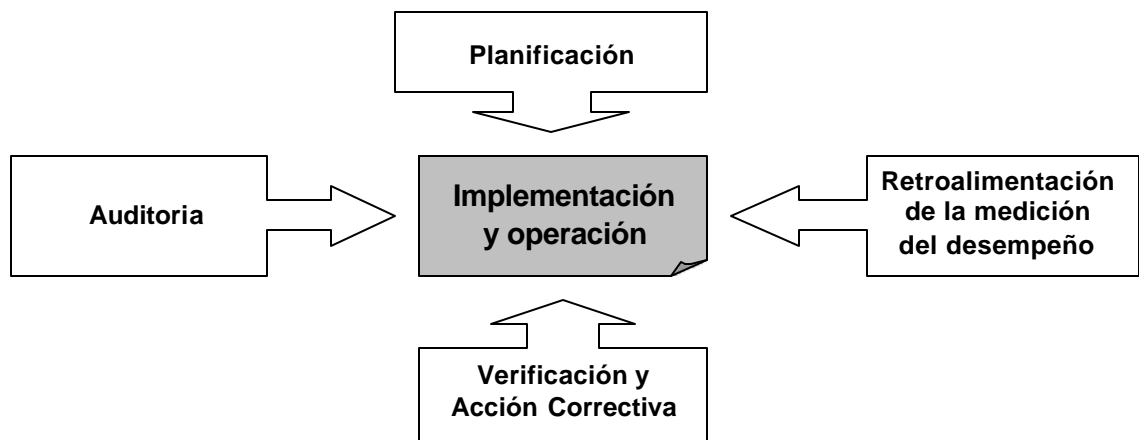 Planificación
Auditoria
Implementación
y operación
Retroalimentación
de la medición
del desempeño
Verificación y
Acción Correctiva